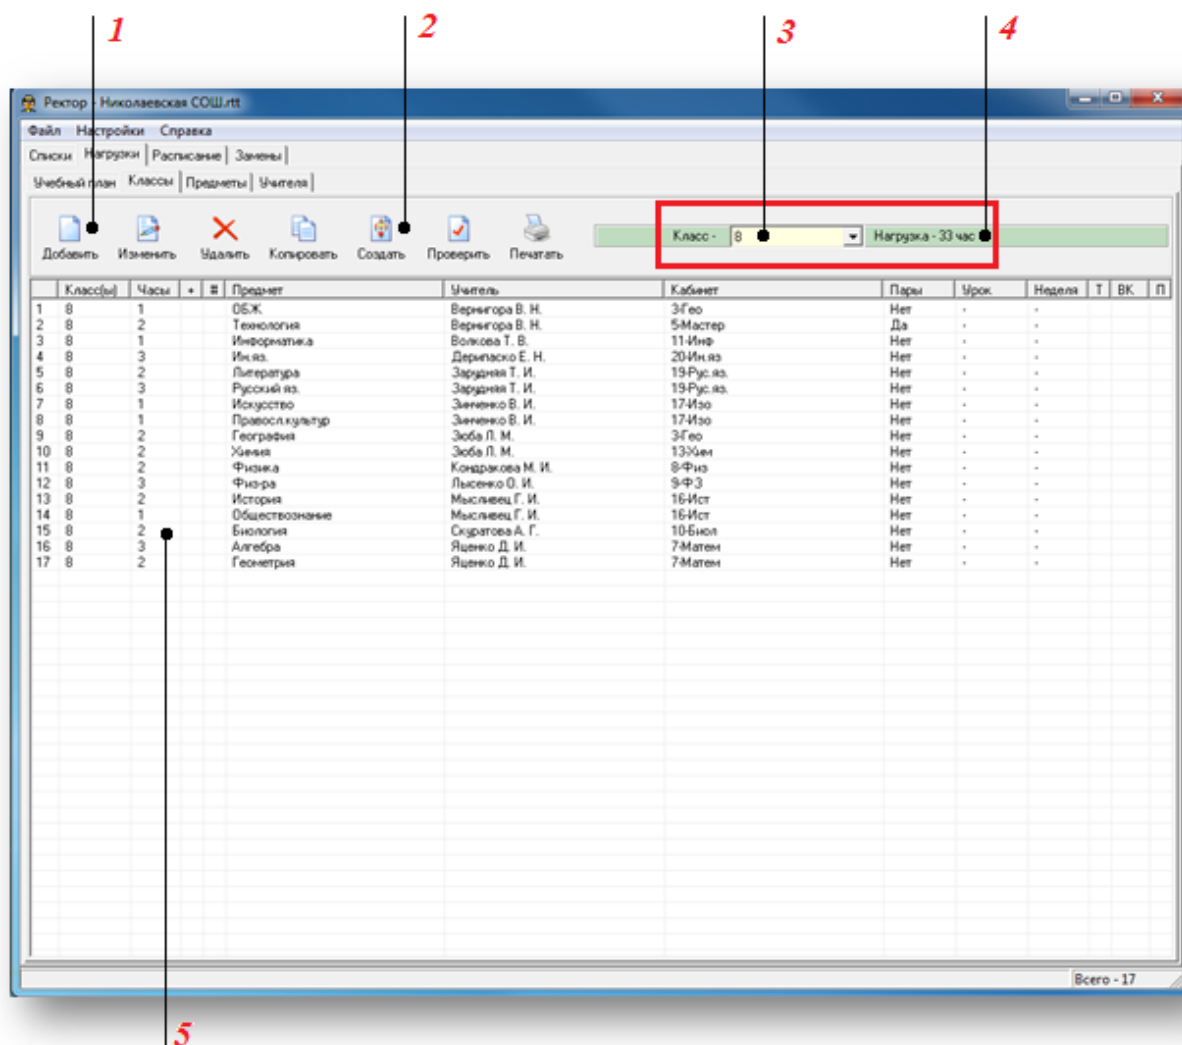 1 2 3 4
Ректор - Николаевская СОШ.rtt
Файл Настройки Справка
Списки Нагрузки Расписание Замены
Учебный план Классы Предметы Учителя
Класс - 8 Нагрузка - 33 час
Добавить Изменить Удалить Копировать Создать Проверить Печатать
Класс(ы) Часы + # Предмет Учитель Кабинет Пары Урок Неделя Т ВК П
1 8 1 ОБЖ Вернигора В. Н. 3-Гео Нет - -
2 8 2 Технология Вернигора В. Н. 5-Мастер Да - -
3 8 1 Информатика Волкова Т. В. 11-Инф Нет - -
4 8 3 Ин.яз. Дерипаско Е. Н. 20-Ин.яз Нет - -
5 8 2 Литература Зарудняя Т. И. 19-Рус.яз. Нет - -
6 8 3 Русский яз. Зарудняя Т. И. 19-Рус.яз. Нет - -
7 8 1 Искусство Зинченко В. И. 17-Изо Нет - -
8 8 1 Правосл.культур Зинченко В. И. 17-Изо Нет - -
9 8 2 География Зюба Л. М. 3-Гео Нет - -
10 8 2 Химия Зюба Л. М. 13-Хим Нет - -
11 8 2 Физика Кондракова М. И. 8-Физ Нет - -
12 8 3 Физ-ра Лысенко О. И. 9-ФЗ Нет - -
13 8 2 История Мысливец Г. И. 16-Ист Нет - -
14 8 1 Обществознание Мысливец Г. И. 16-Ист Нет - -
15 8 2 Биология Скуратова А. Г. 10-Биол Нет - -
16 8 3 Алгебра Яценко Д. И. 7-Матем Нет - -
17 8 2 Геометрия Яценко Д. И. 7-Матем Нет - -
Всего - 17
5